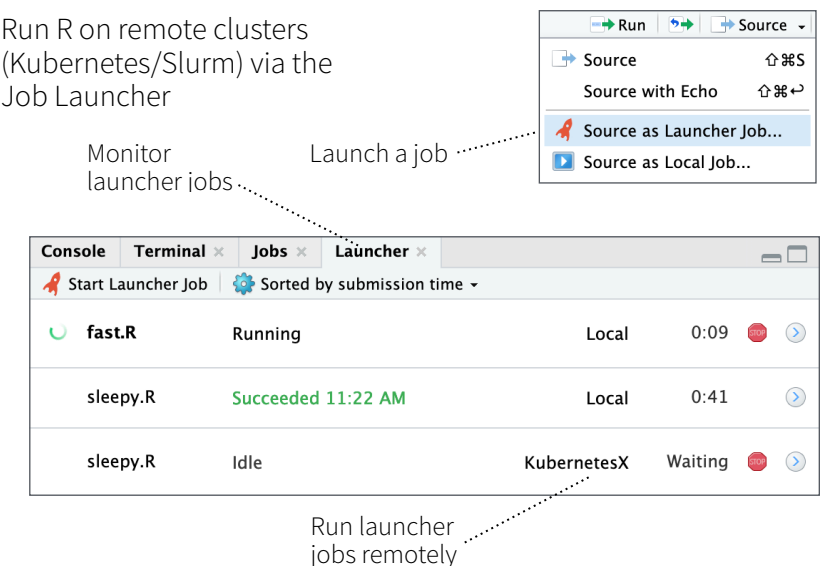 Run R on remote clusters
(Kubernetes/Slurm) via the
Job Launcher
Run Source
Source ⇧⌘S
Source with Echo ⇧⌘↩
Source as Launcher Job...
Source as Local Job...
Launch a job
Monitor
launcher jobs
Console Terminal × Jobs × Launcher ×
Start Launcher Job Sorted by submission time
fast.R Running Local 0:09 STOP
sleepy.R Succeeded 11:22 AM Local 0:41
sleepy.R Idle KubernetesX Waiting STOP
Run launcher
jobs remotely